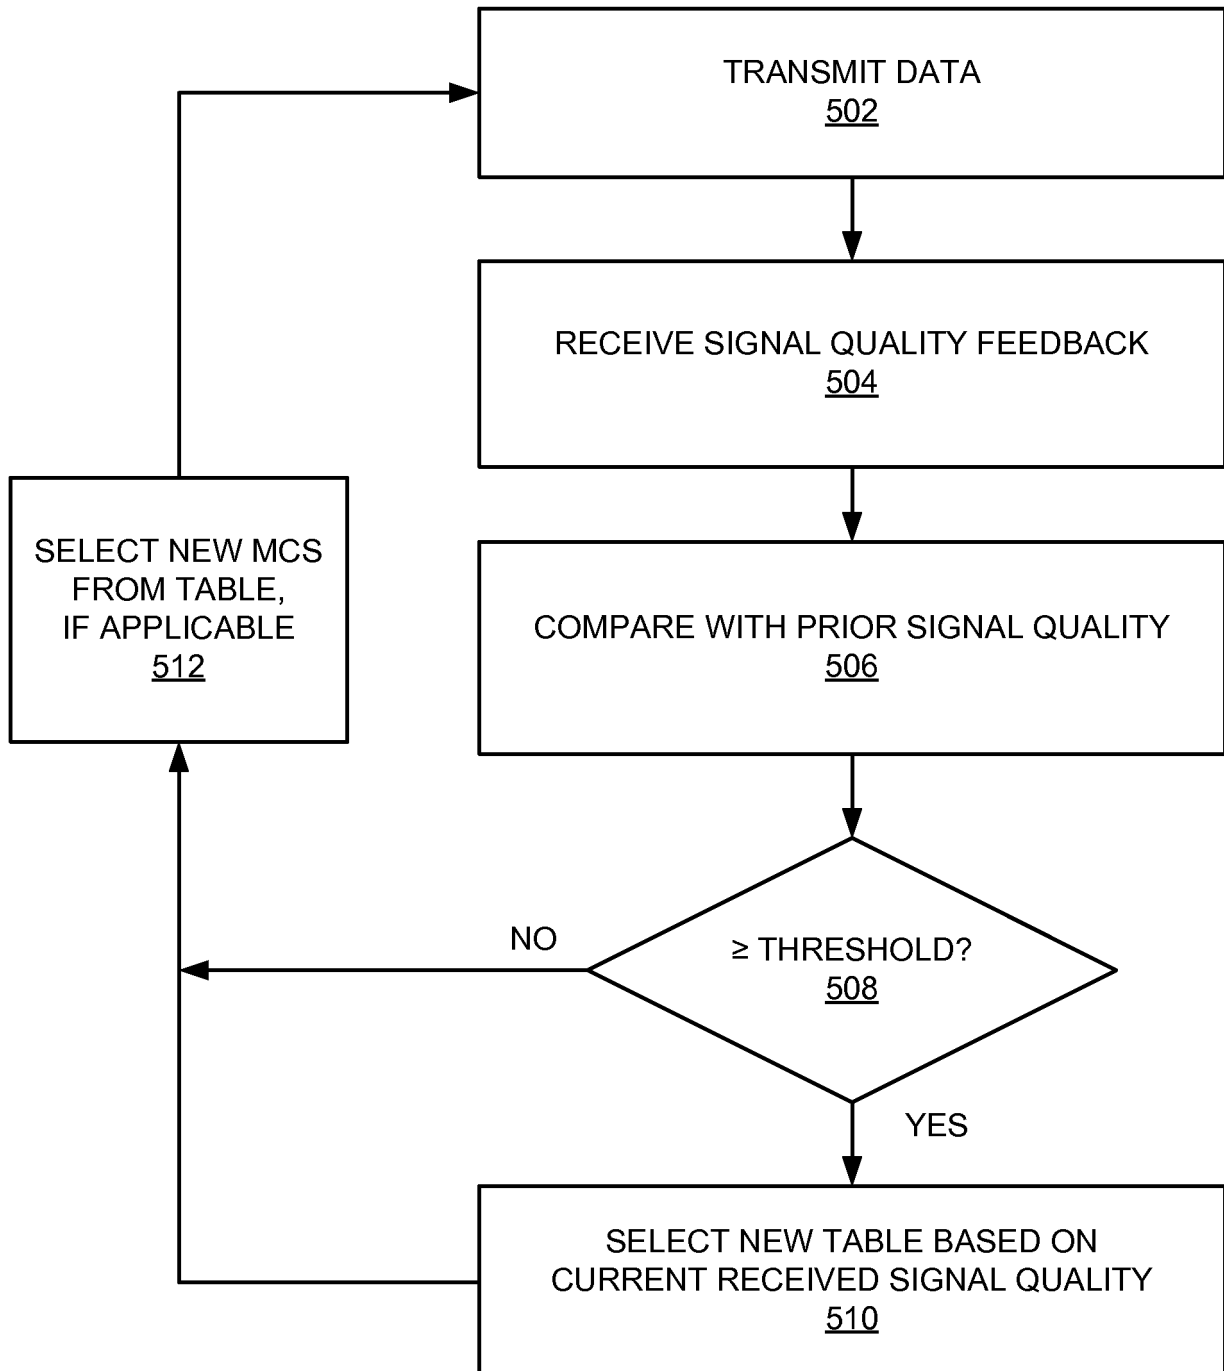 TRANSMIT DATA
502
RECEIVE SIGNAL QUALITY FEEDBACK
504
SELECT NEW MCS
FROM TABLE,
IF APPLICABLE
512
COMPARE WITH PRIOR SIGNAL QUALITY
506
NO
≥ THRESHOLD?
508
YES
SELECT NEW TABLE BASED ON
CURRENT RECEIVED SIGNAL QUALITY
510